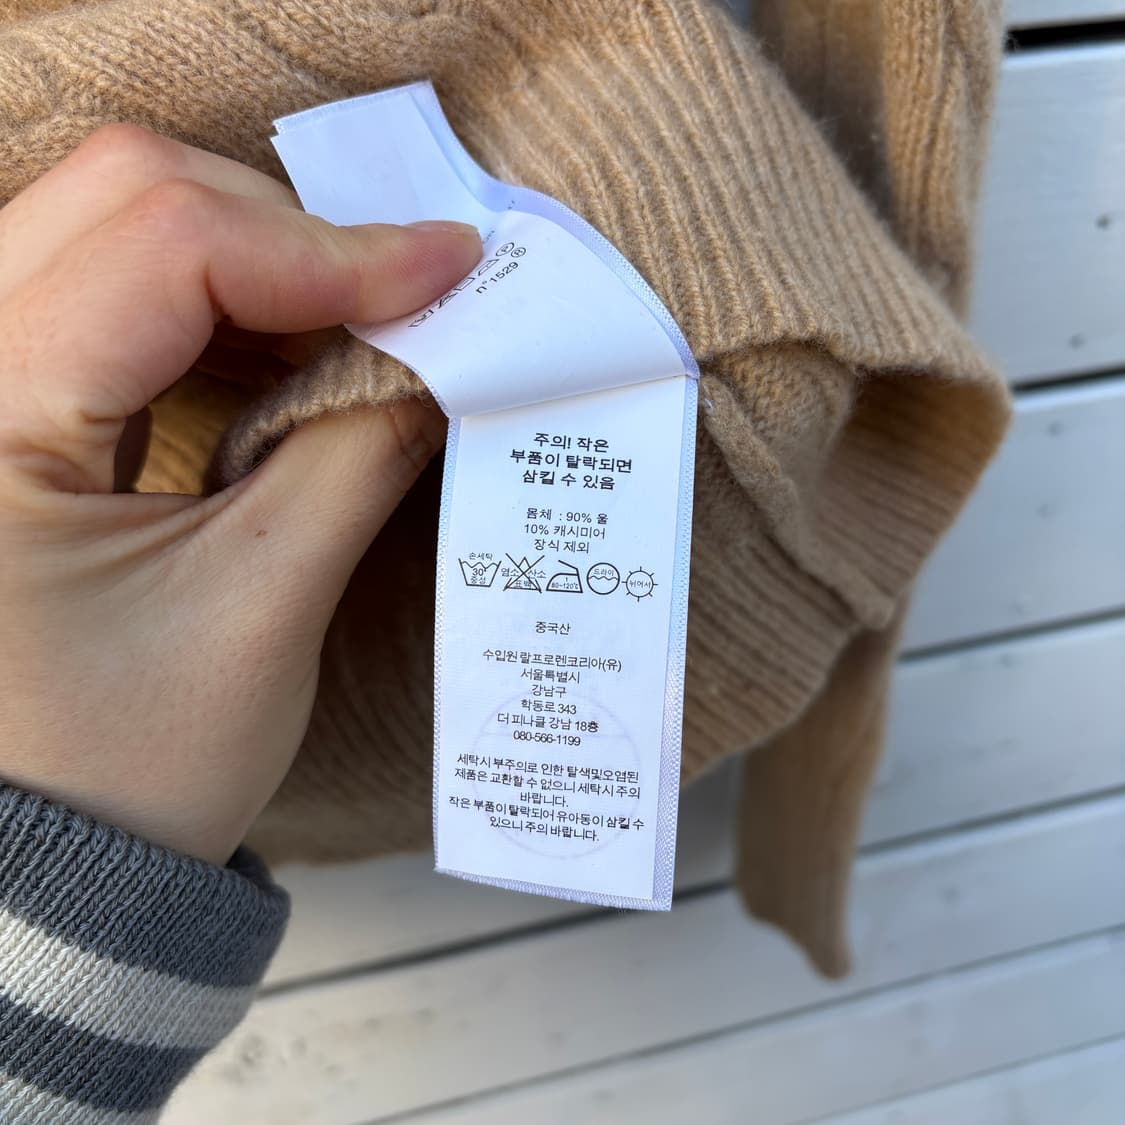 n°1529
주의! 작은
부품이 탈락되면
삼킬 수 있음
몸체 : 90% 울
10% 캐시미어
장식 제외
손세탁
30°
중성
염소 산소
표백
1
80~120℃
드라이
뉘어서
중국산
수입원 랄프로렌코리아(유)
서울특별시
강남구
학동로 343
더 피나클 강남 18층
080-566-1199
세탁시 부주의로 인한 탈색및오염된
제품은 교환할 수 없으니 세탁시 주의
바랍니다.
작은 부품이 탈락되어 유아동이 삼킬 수
있으니 주의 바랍니다.